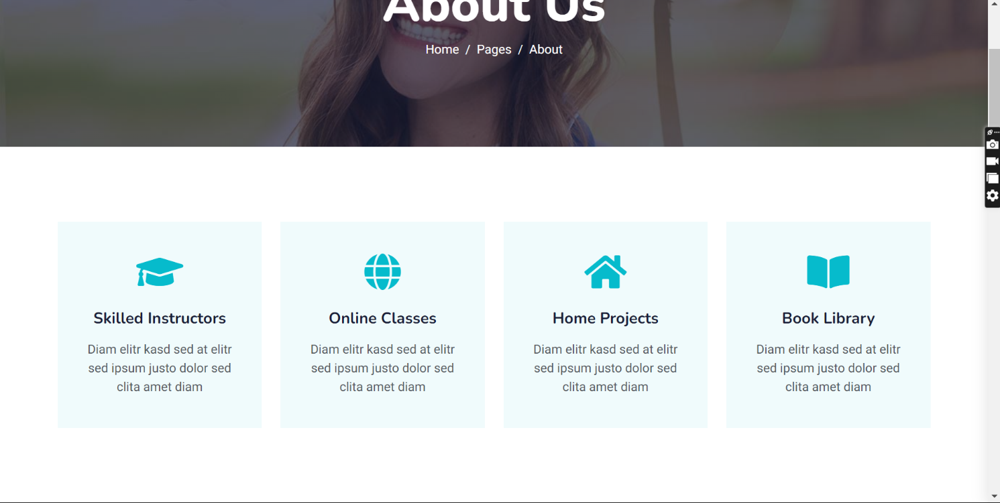 About Us
Home / Pages / About
Skilled Instructors
Diam elitr kasd sed at elitr
sed ipsum justo dolor sed
clita amet diam
Online Classes
Diam elitr kasd sed at elitr
sed ipsum justo dolor sed
clita amet diam
Home Projects
Diam elitr kasd sed at elitr
sed ipsum justo dolor sed
clita amet diam
Book Library
Diam elitr kasd sed at elitr
sed ipsum justo dolor sed
clita amet diam